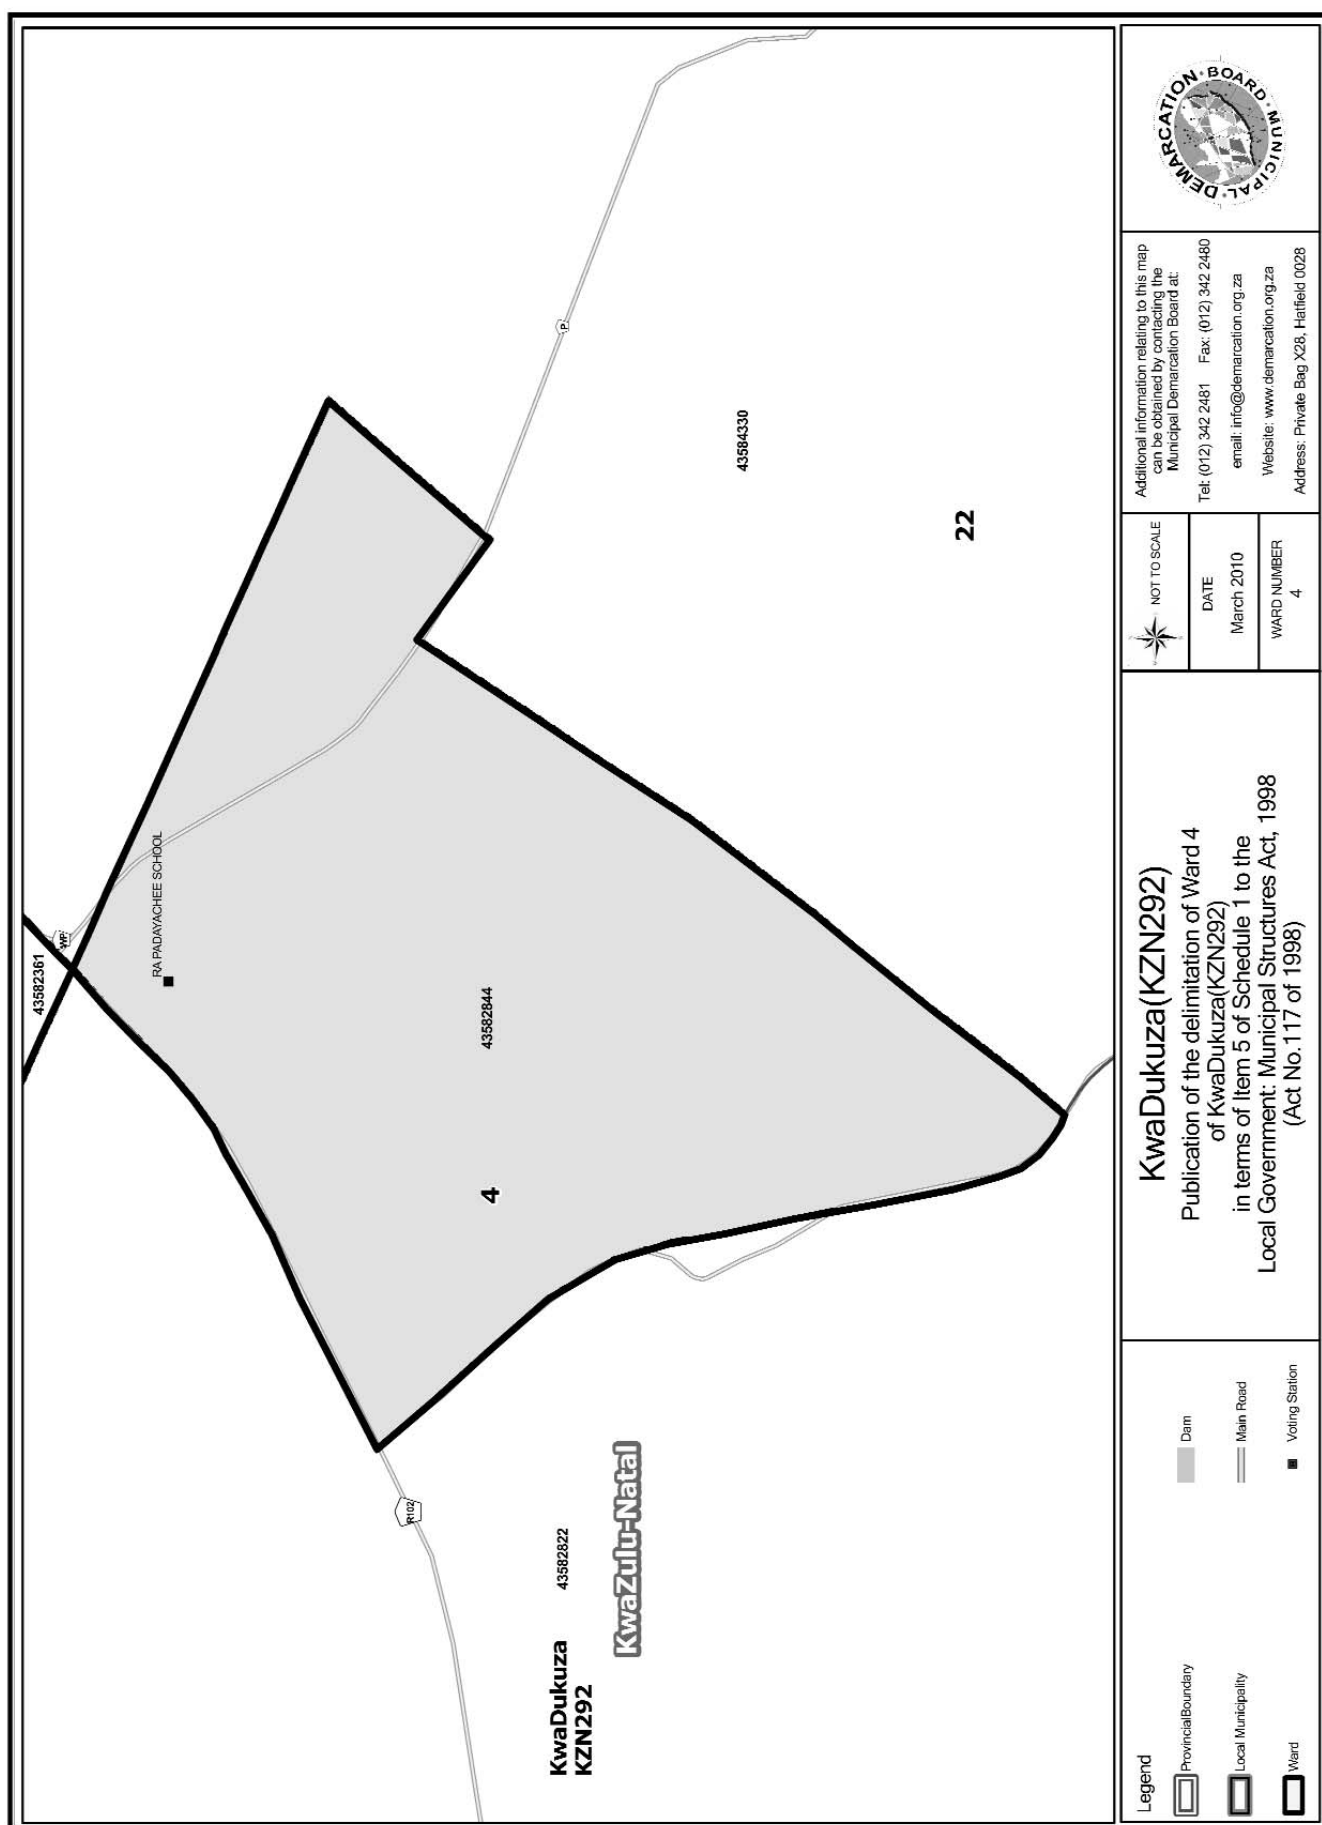 43582361
WP
RA PADAYACHEE SCHOOL
P
43582844
43584330
4
22
R102
43582822
KwaDukuza
KZN292
KwaZulu-Natal
Legend
ProvincialBoundary
Local Municipality
Ward
Dam
Main Road
Voting Station
KwaDukuza(KZN292)
Publication of the delimitation of Ward 4
of KwaDukuza(KZN292)
in terms of Item 5 of Schedule 1 to the
Local Government: Municipal Structures Act, 1998
(Act No.117 of 1998)
NOT TO SCALE
DATE
March 2010
WARD NUMBER
4
Additional information relating to this map
can be obtained by contacting the
Municipal Demarcation Board at:
Tel: (012) 342 2481 Fax: (012) 342 2480
email: info@demarcation.org.za
Website: www.demarcation.org.za
Address: Private Bag X28, Hatfield 0028
MUNICIPAL DEMARCATION BOARD